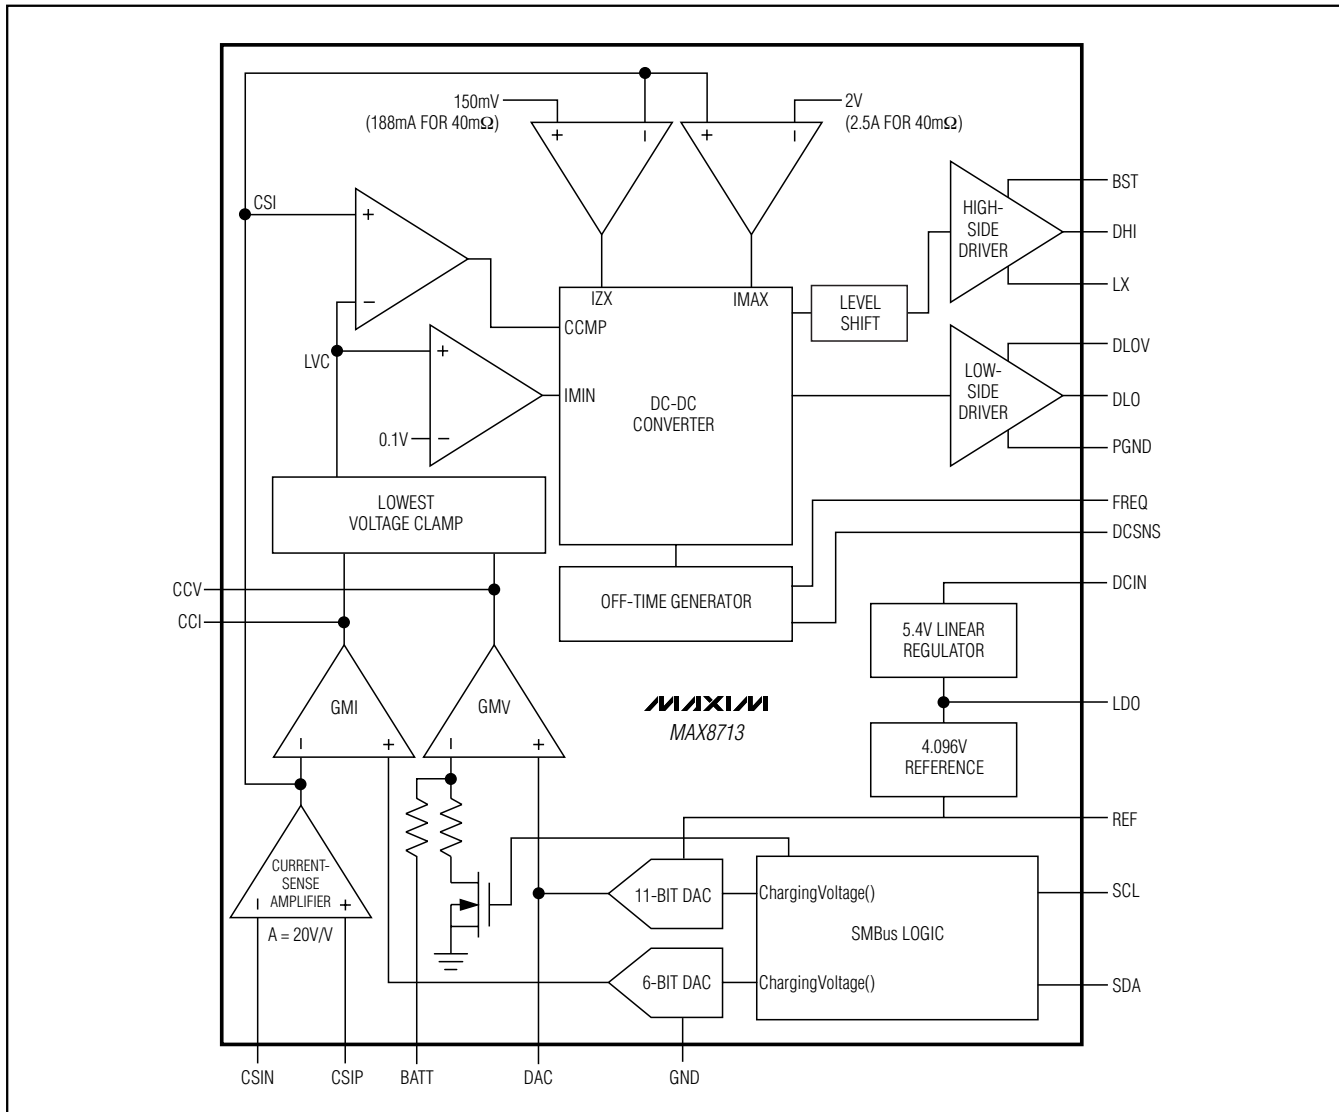 150mV
(188mA FOR 40mΩ)
2V
(2.5A FOR 40mΩ)
+
−
+
−
CSI
+
−
HIGH-
SIDE
DRIVER
BST
DHI
LX
IZX
IMAX
LEVEL
SHIFT
CCMP
LVC
+
IMIN
0.1V
−
DC-DC
CONVERTER
LOW-
SIDE
DRIVER
DLOV
DLO
PGND
LOWEST
VOLTAGE CLAMP
FREQ
DCSNS
CCV
CCI
OFF-TIME GENERATOR
DCIN
5.4V LINEAR
REGULATOR
GMI
−
+
GMV
−
+
MAXIM
MAX8713
LDO
4.096V
REFERENCE
REF
CURRENT-
SENSE
AMPLIFIER
−
+
A = 20V/V
11-BIT DAC
ChargingVoltage()
SMBus LOGIC
SCL
6-BIT DAC
ChargingVoltage()
SDA
CSIN
CSIP
BATT
DAC
GND